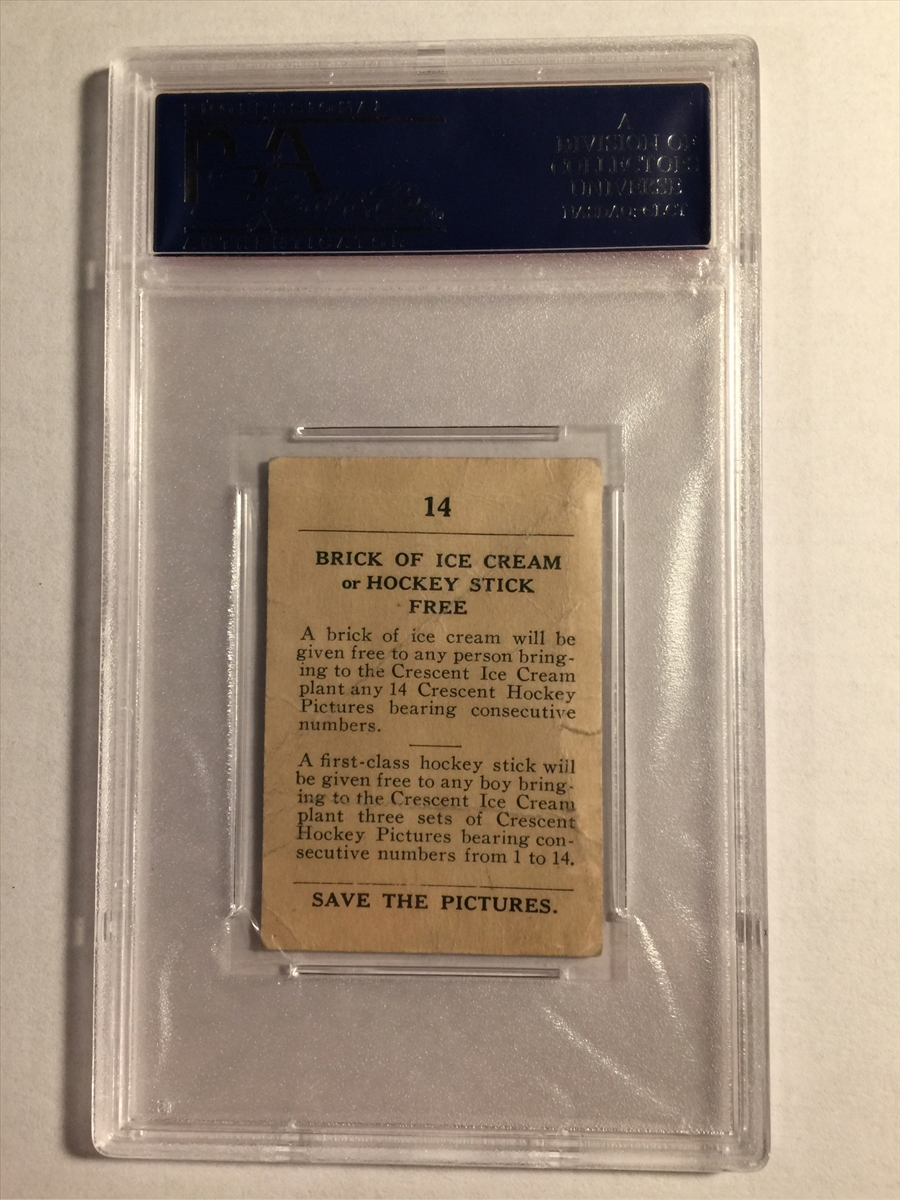 A
DIVISION OF
COLLECTORS
UNIVERSE
NASDAQ: CLCT
14
BRICK OF ICE CREAM
or HOCKEY STICK
FREE
A brick of ice cream will be
given free to any person bring-
ing to the Crescent Ice Cream
plant any 14 Crescent Hockey
Pictures bearing consecutive
numbers.
A first-class hockey stick will
be given free to any boy bring-
ing to the Crescent Ice Cream
plant three sets of Crescent
Hockey Pictures bearing con-
secutive numbers from 1 to 14.
SAVE THE PICTURES.